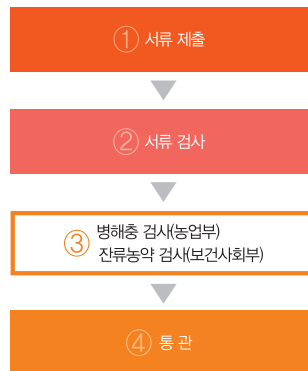 ① 서류 제출
② 서류 검사
③ 병해충 검사(농업부)
잔류농약 검사(보건사회부)
④ 통 관